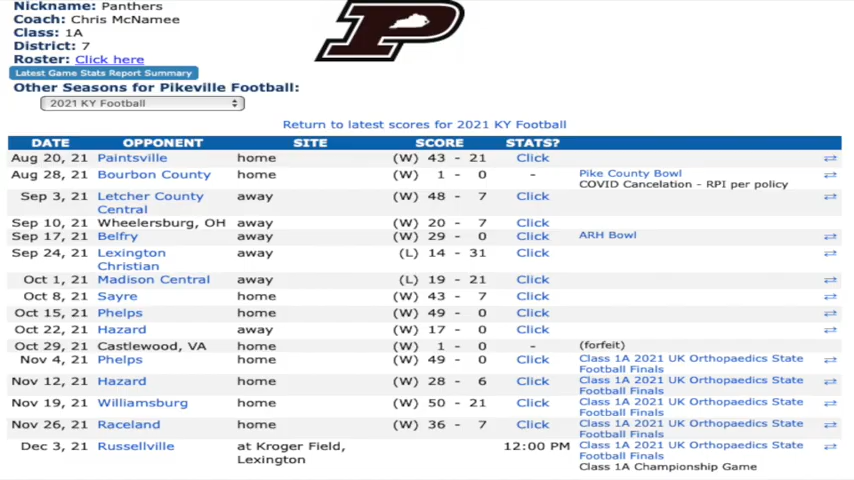 Nickname: Panthers
Coach: Chris McNamee
Class: 1A
District: 7
Roster: Click here
Latest Game Stats Report Summary
Other Seasons for Pikeville Football:
2021 KY Football
P
Return to latest scores for 2021 KY Football
DATE OPPONENT SITE SCORE STATS?
Aug 20, 21 Paintsville home (W) 43 - 21 Click
Aug 28, 21 Bourbon County home (W) 1 - 0 - Pike County Bowl
COVID Cancelation - RPI per policy
Sep 3, 21 Letcher County away (W) 48 - 7 Click
Central
Sep 10, 21 Wheelersburg, OH away (W) 20 - 7 Click
Sep 17, 21 Belfry away (W) 29 - 0 Click ARH Bowl
Sep 24, 21 Lexington away (L) 14 - 31 Click
Christian
Oct 1, 21 Madison Central away (L) 19 - 21 Click
Oct 8, 21 Sayre home (W) 43 - 7 Click
Oct 15, 21 Phelps home (W) 49 - 0 Click
Oct 22, 21 Hazard away (W) 17 - 0 Click
Oct 29, 21 Castlewood, VA home (W) 1 - 0 - (forfeit)
Nov 4, 21 Phelps home (W) 49 - 0 Click Class 1A 2021 UK Orthopaedics State
Football Finals
Nov 12, 21 Hazard home (W) 28 - 6 Click Class 1A 2021 UK Orthopaedics State
Football Finals
Nov 19, 21 Williamsburg home (W) 50 - 21 Click Class 1A 2021 UK Orthopaedics State
Football Finals
Nov 26, 21 Raceland home (W) 36 - 7 Click Class 1A 2021 UK Orthopaedics State
Football Finals
Dec 3, 21 Russellville at Kroger Field, 12:00 PM Class 1A 2021 UK Orthopaedics State
Lexington Football Finals
Class 1A Championship Game